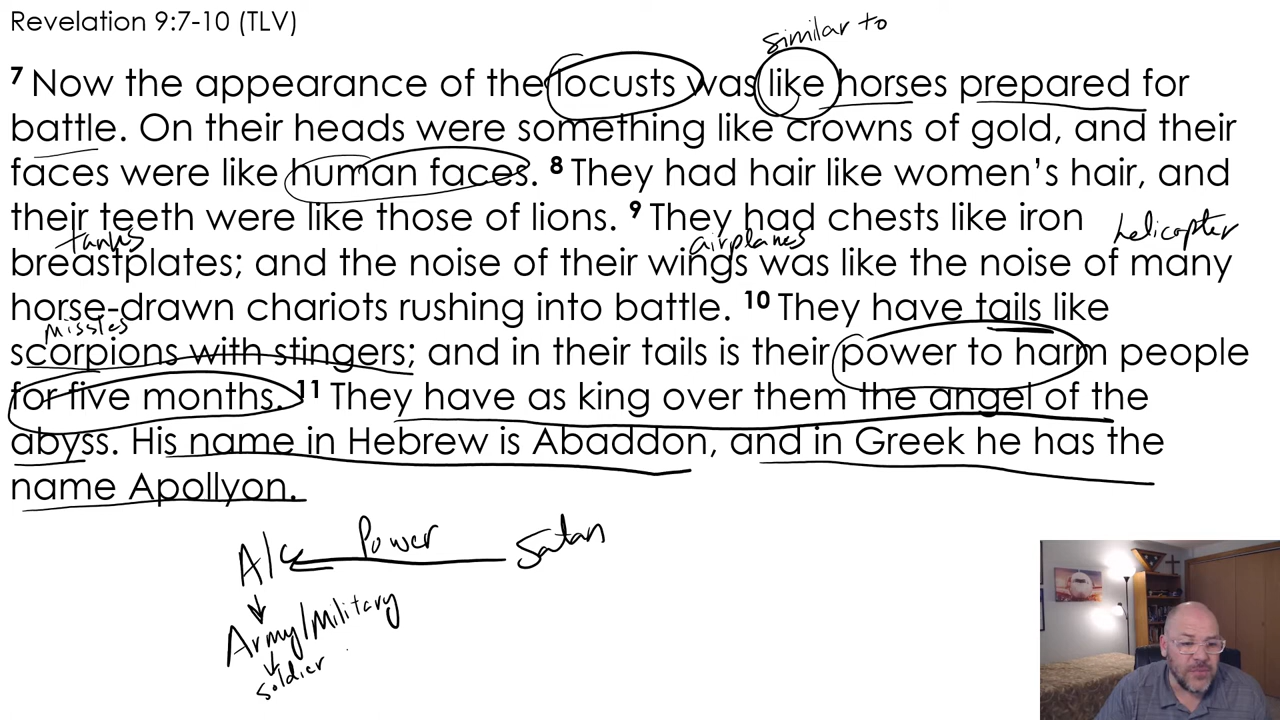 Revelation 9:7-10 (TLV)
similar to
7 Now the appearance of the locusts was like horses prepared for
battle. On their heads were something like crowns of gold, and their
faces were like human faces. 8 They had hair like women’s hair, and
their teeth were like those of lions. 9 They had chests like iron
tanks airplanes helicopter
breastplates; and the noise of their wings was like the noise of many
horse-drawn chariots rushing into battle. 10 They have tails like
missles
scorpions with stingers; and in their tails is their power to harm people
for five months. 11 They have as king over them the angel of the
abyss. His name in Hebrew is Abaddon, and in Greek he has the
name Apollyon.
A/C Power Satan
Army/Military
soldier